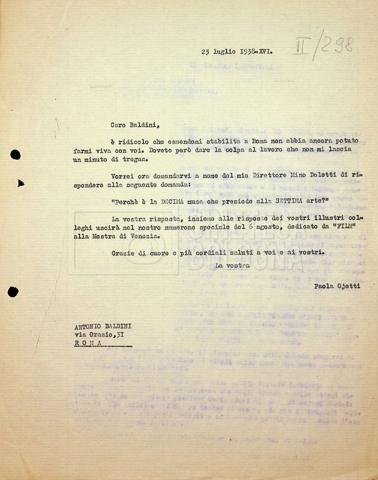 II/298
23 luglio 1938-XVI.
Caro Baldini,
è ridicolo che essendomi stabilita a Roma non abbia ancora potuto
farmi viva con voi. Dovete però dare la colpa al lavoro che non mi lascia
un minuto di tregua.
Vorrei ora domandarvi a nome del mio Direttore Mino Doletti di ri-
spondere alla seguente domanda:
"Perchè è la DECIMA musa che presiede alla SETTIMA arte?"
La vostra risposta, insieme alle risposte dei vostri illustri col-
leghi uscirà nel nostro numerone speciale del 6 agosto, dedicato da "FILM"
alla Mostra di Venezia.
Grazie di cuore e più cordiali saluti a voi e ai vostri.
La vostra
Paola Ojetti
ANTONIO BALDINI
via Orazio,31
R O M A